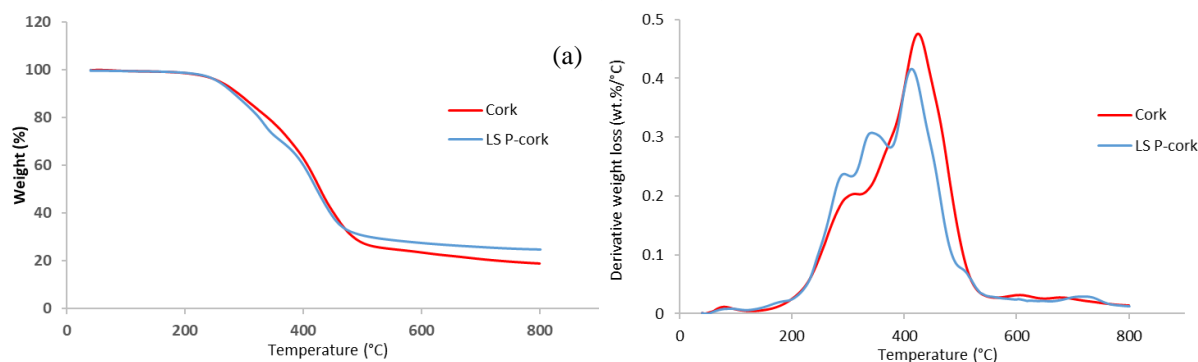 120
100
80
60
40
20
0
Weight (%)
0
200
400
600
800
Temperature (°C)
Cork
LS P-cork
(a)
0.5
0.4
0.3
0.2
0.1
0
Derivative weight loss (wt.%/°C)
0
200
400
600
800
Temperature (°C)
Cork
LS P-cork